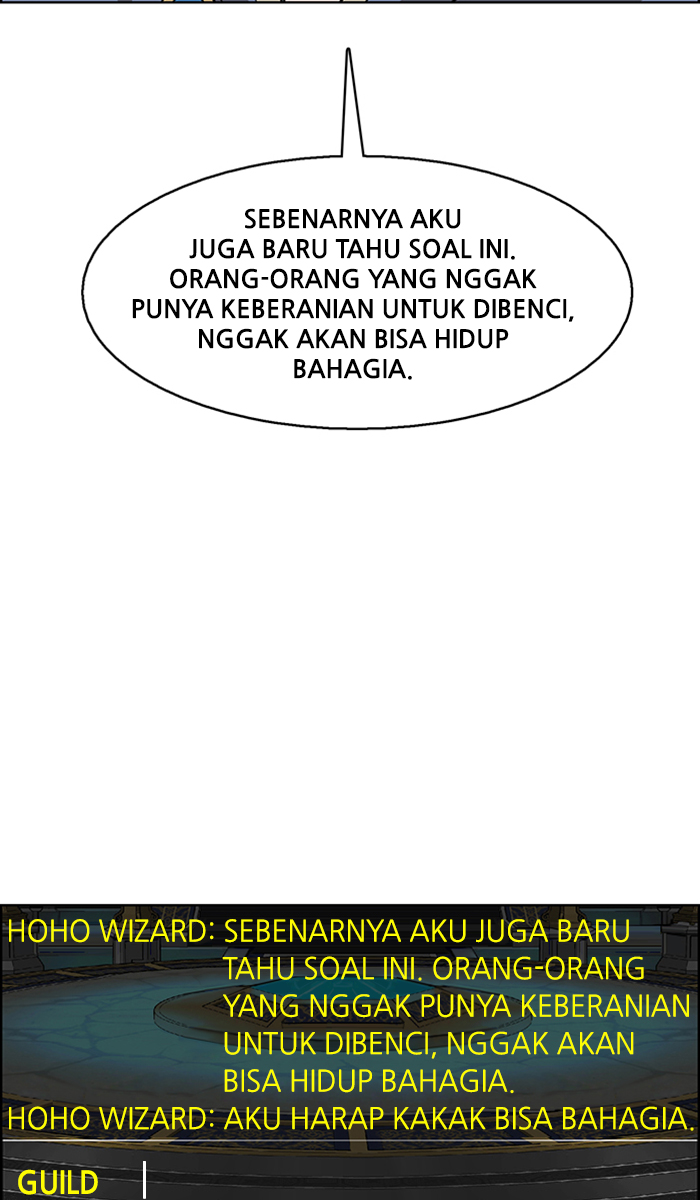 SEBENARNYA AKU
JUGA BARU TAHU SOAL INI.
ORANG-ORANG YANG NGGAK
PUNYA KEBERANIAN UNTUK DIBENCI,
NGGAK AKAN BISA HIDUP
BAHAGIA.
HOHO WIZARD: SEBENARNYA AKU JUGA BARU
TAHU SOAL INI. ORANG-ORANG
YANG NGGAK PUNYA KEBERANIAN
UNTUK DIBENCI, NGGAK AKAN
BISA HIDUP BAHAGIA.
HOHO WIZARD: AKU HARAP KAKAK BISA BAHAGIA.
GUILD